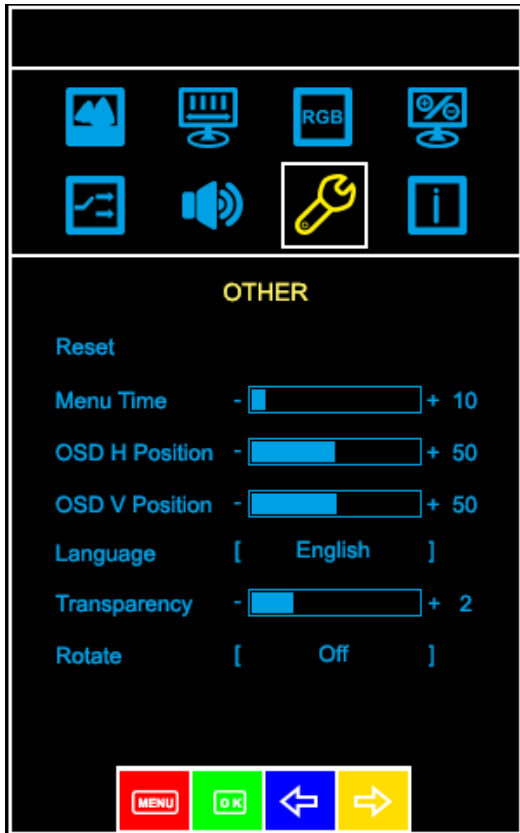 RGB
OTHER
Reset
Menu Time - + 10
OSD H Position - + 50
OSD V Position - + 50
Language [ English ]
Transparency - + 2
Rotate [ Off ]
MENU OK